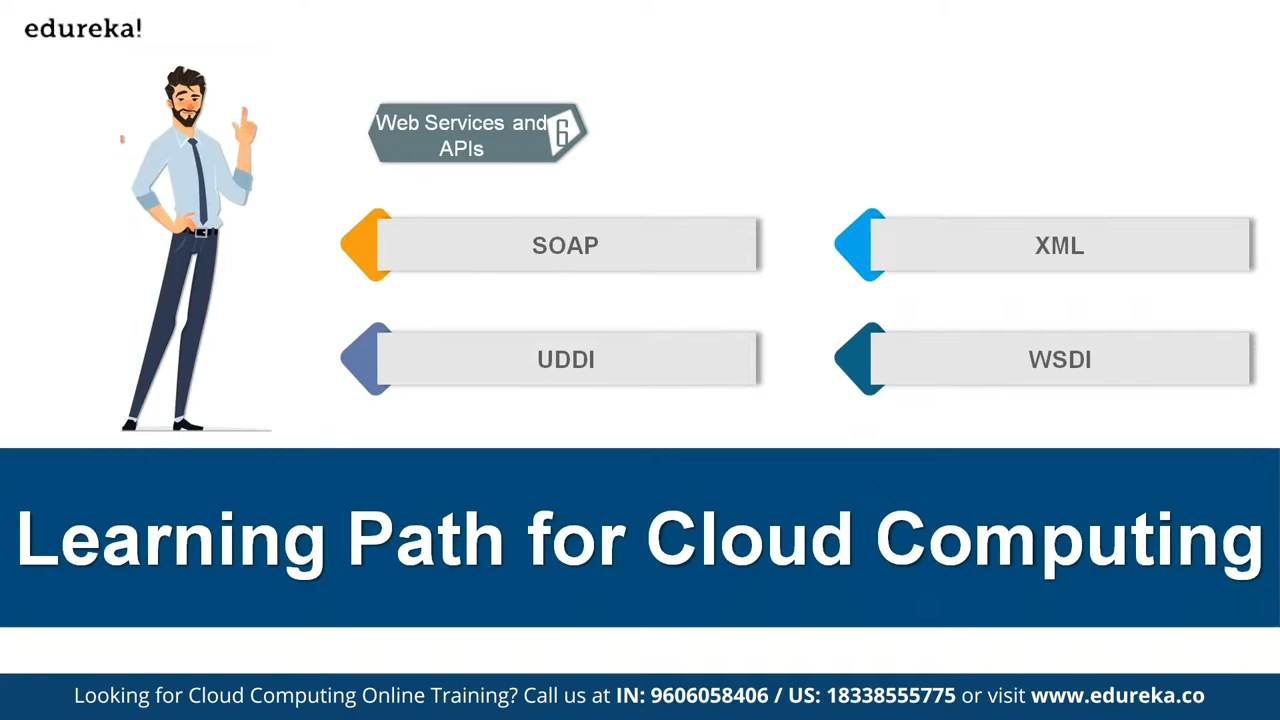 edureka!
Web Services and
APIs
6
SOAP
XML
UDDI
WSDI
Learning Path for Cloud Computing
Looking for Cloud Computing Online Training? Call us at IN: 9606058406 / US: 18338555775 or visit www.edureka.co